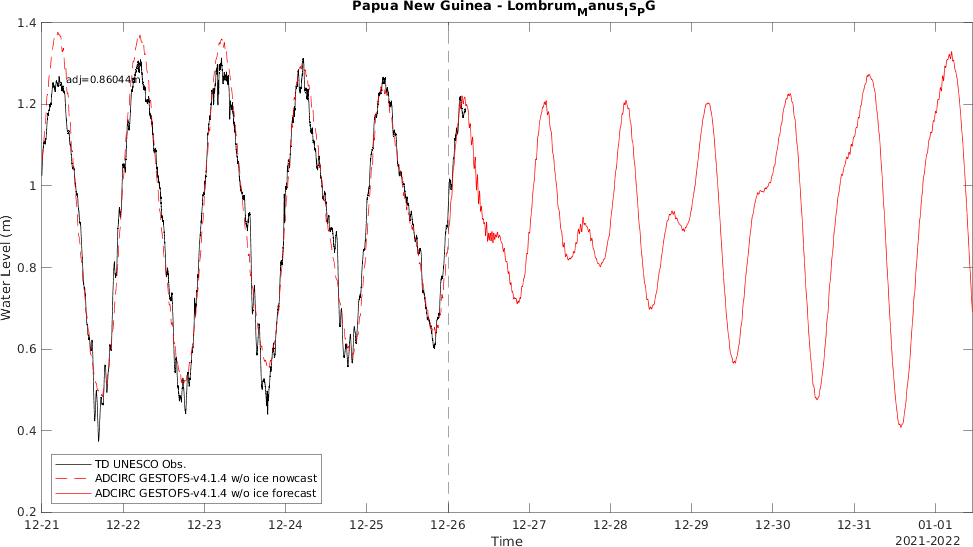 Papua New Guinea - LombrumManusIsPG
1.4
1.2
1
0.8
0.6
0.4
0.2
Water Level (m)
adj=0.86044m
TD UNESCO Obs.
ADCIRC GESTOFS-v4.1.4 w/o ice nowcast
ADCIRC GESTOFS-v4.1.4 w/o ice forecast
12-21 12-22 12-23 12-24 12-25 12-26 12-27 12-28 12-29 12-30 12-31 01-01
Time
2021-2022